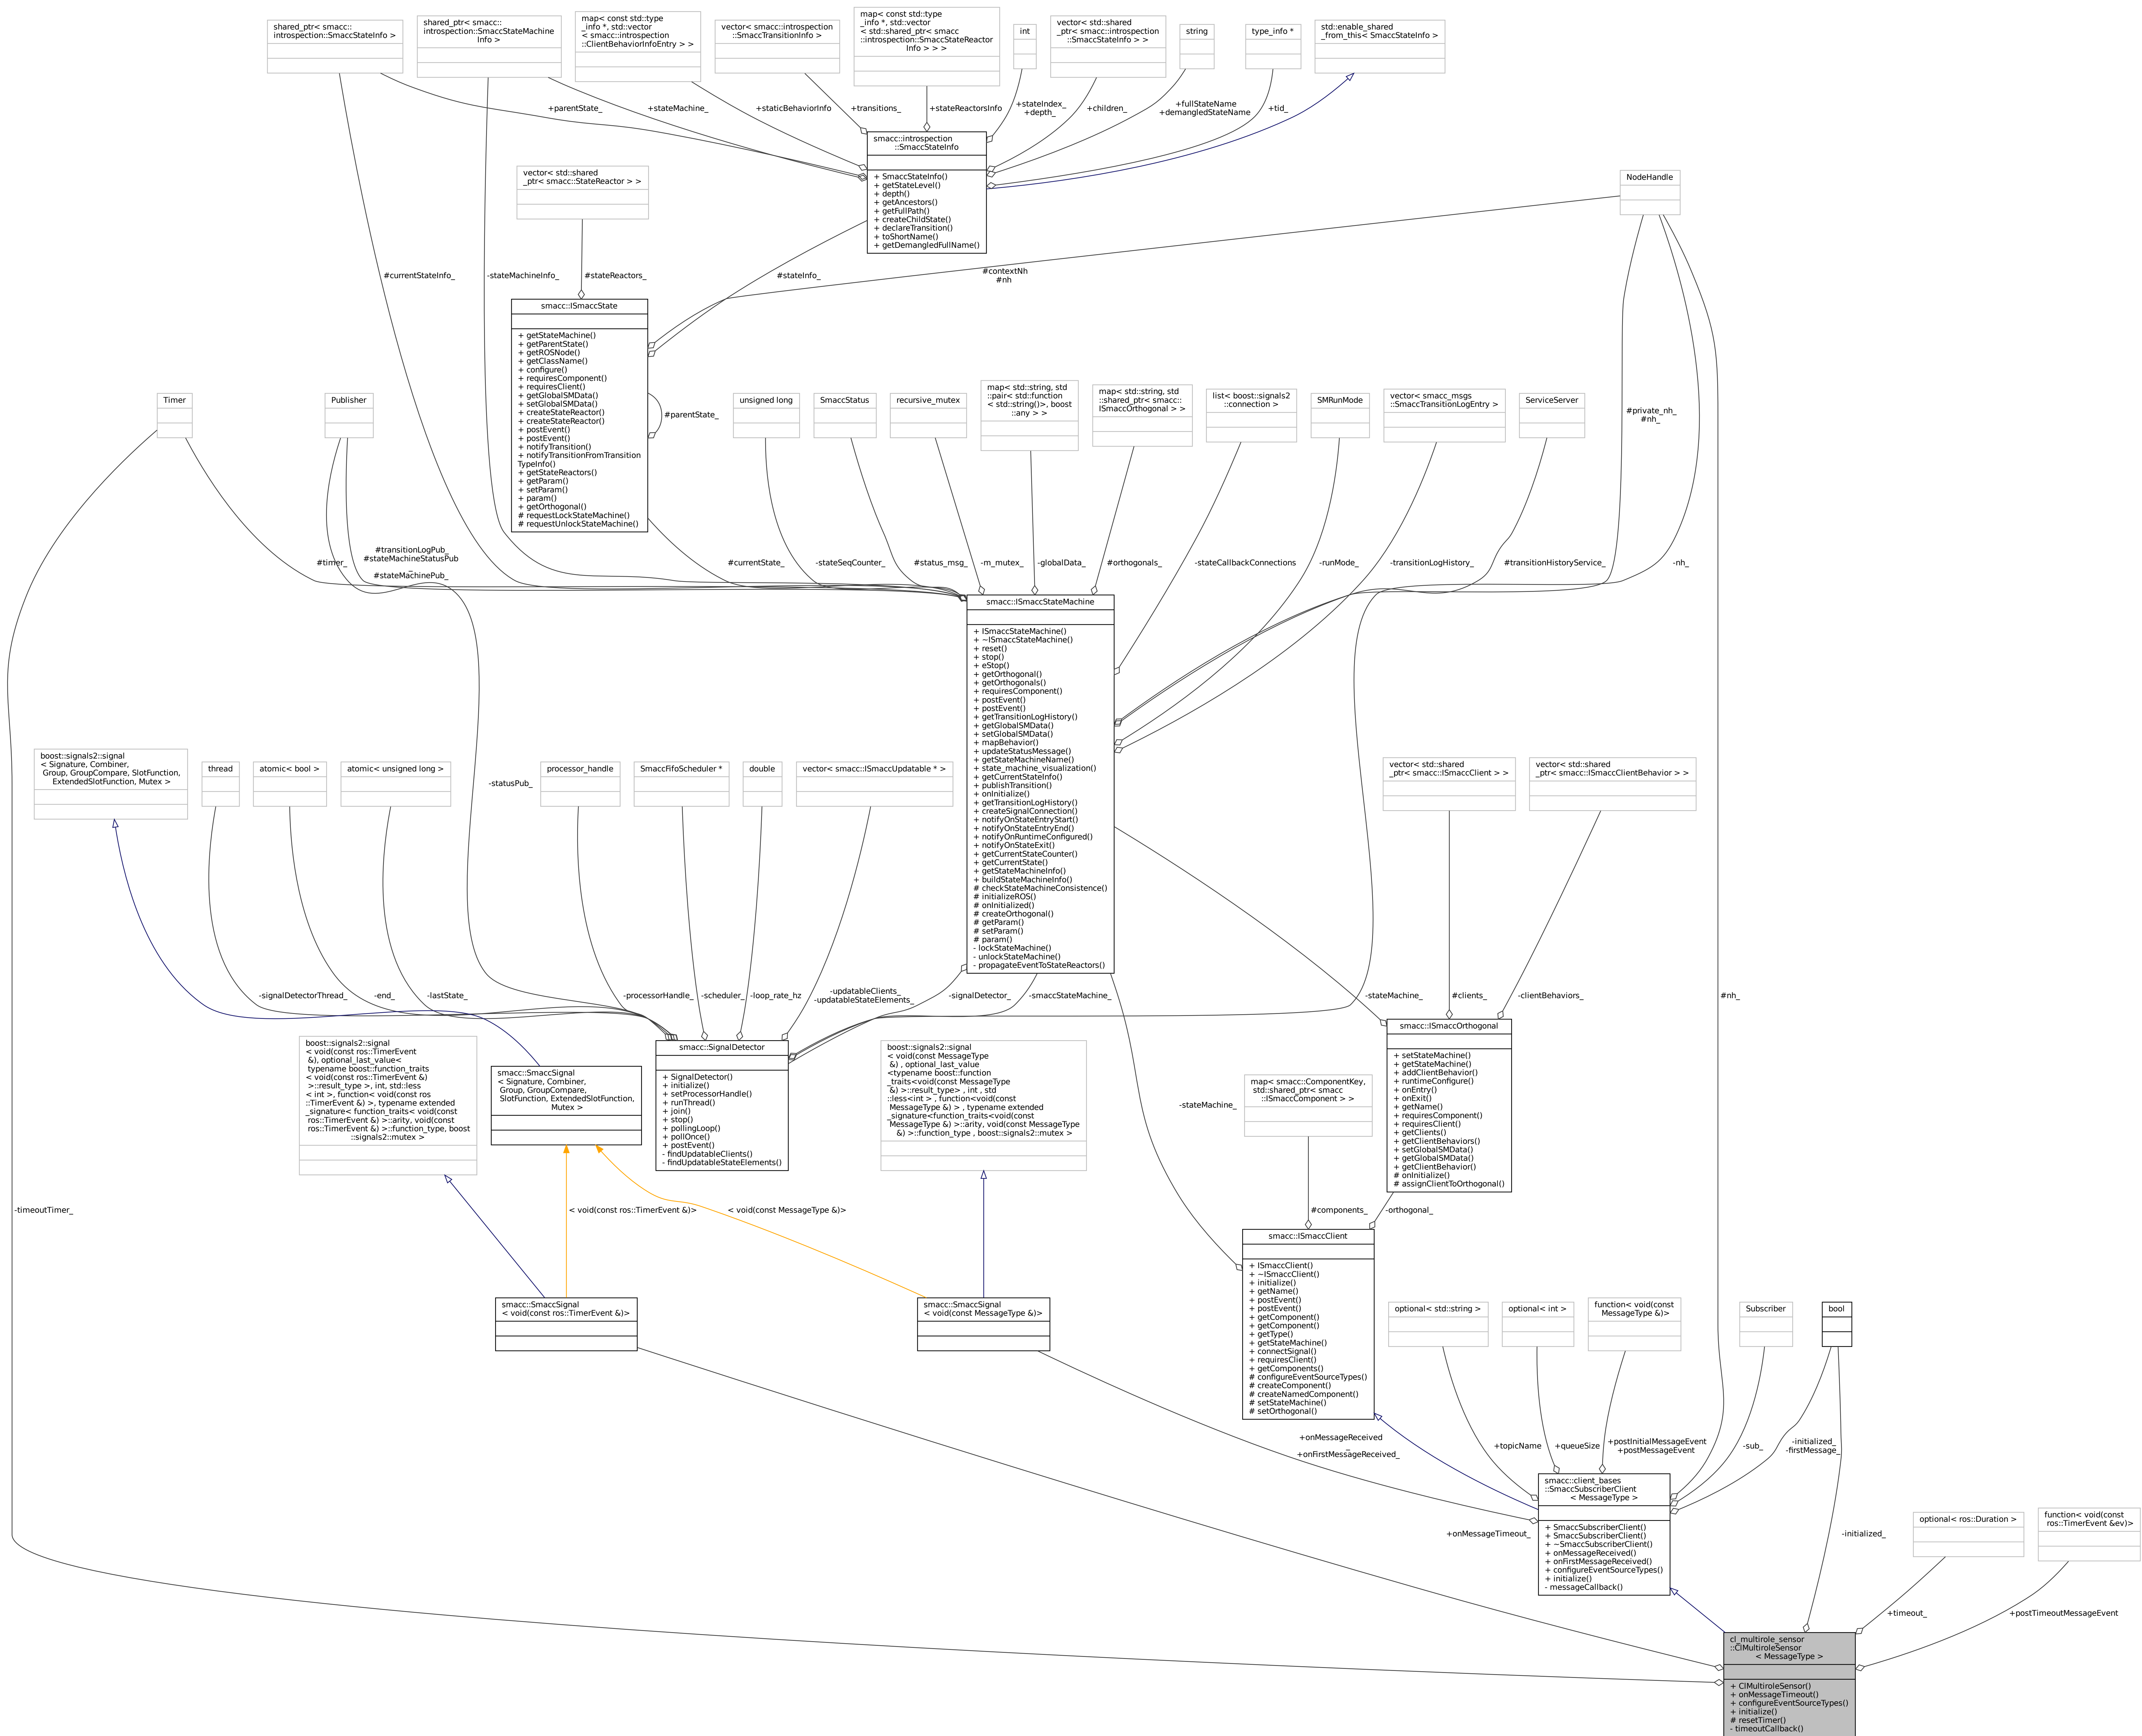 shared_ptr< smacc::
introspection::SmaccStateInfo >
shared_ptr< smacc::
introspection::SmaccStateMachine
Info >
map< const std::type
_info *, std::vector
< smacc::introspection
::ClientBehaviorInfoEntry > >
vector< smacc::introspection
::SmaccTransitionInfo >
map< const std::type
_info *, std::vector
< std::shared_ptr< smacc
::introspection::SmaccStateReactor
Info > > >
int
vector< std::shared
_ptr< smacc::introspection
::SmaccStateInfo > >
string
type_info *
std::enable_shared
_from_this< SmaccStateInfo >
+parentState_
+stateMachine_
+staticBehaviorInfo
+transitions_
+stateReactorsInfo
+stateIndex_
+depth_
+children_
+fullStateName
+demangledStateName
+tid_
smacc::introspection
::SmaccStateInfo
+ SmaccStateInfo()
+ getStateLevel()
+ depth()
+ getAncestors()
+ getFullPath()
+ createChildState()
+ declareTransition()
+ toShortName()
+ getDemangledFullName()
vector< std::shared
_ptr< smacc::StateReactor > >
NodeHandle
#currentStateInfo_
-stateMachineInfo_
#stateReactors_
#stateInfo_
#contextNh
#nh
smacc::ISmaccState
+ getStateMachine()
+ getParentState()
+ getROSNode()
+ getClassName()
+ configure()
+ requiresComponent()
+ requiresClient()
+ getGlobalSMData()
+ setGlobalSMData()
+ createStateReactor()
+ createStateReactor()
+ postEvent()
+ postEvent()
+ notifyTransition()
+ notifyTransitionFromTransition
TypeInfo()
+ getStateReactors()
+ getParam()
+ setParam()
+ param()
+ getOrthogonal()
# requestLockStateMachine()
# requestUnlockStateMachine()
#parentState_
Timer
Publisher
unsigned long
SmaccStatus
recursive_mutex
map< std::string, std
::pair< std::function
< std::string()>, boost
::any > >
map< std::string, std
::shared_ptr< smacc::
ISmaccOrthogonal > >
list< boost::signals2
::connection >
SMRunMode
vector< smacc_msgs
::SmaccTransitionLogEntry >
ServiceServer
#private_nh_
#nh_
#timer_
#transitionLogPub_
#stateMachineStatusPub
_
#stateMachinePub_
#currentState_
-stateSeqCounter_
#status_msg_
-m_mutex_
-globalData_
#orthogonals_
-stateCallbackConnections
-runMode_
-transitionLogHistory_
#transitionHistoryService_
-nh_
smacc::ISmaccStateMachine
+ ISmaccStateMachine()
+ ~ISmaccStateMachine()
+ reset()
+ stop()
+ eStop()
+ getOrthogonal()
+ getOrthogonals()
+ requiresComponent()
+ postEvent()
+ postEvent()
+ getTransitionLogHistory()
+ getGlobalSMData()
+ setGlobalSMData()
+ mapBehavior()
+ updateStatusMessage()
+ getStateMachineName()
+ state_machine_visualization()
+ getCurrentStateInfo()
+ publishTransition()
+ onInitialize()
+ getTransitionLogHistory()
+ createSignalConnection()
+ notifyOnStateEntryStart()
+ notifyOnStateEntryEnd()
+ notifyOnRuntimeConfigured()
+ notifyOnStateExit()
+ getCurrentStateCounter()
+ getCurrentState()
+ getStateMachineInfo()
+ buildStateMachineInfo()
# checkStateMachineConsistence()
# initializeROS()
# onInitialized()
# createOrthogonal()
# getParam()
# setParam()
# param()
- lockStateMachine()
- unlockStateMachine()
- propagateEventToStateReactors()
boost::signals2::signal
< Signature, Combiner,
Group, GroupCompare, SlotFunction,
ExtendedSlotFunction, Mutex >
thread
atomic< bool >
atomic< unsigned long >
-statusPub_
processor_handle
SmaccFifoScheduler *
double
vector< smacc::ISmaccUpdatable * >
vector< std::shared
_ptr< smacc::ISmaccClient > >
vector< std::shared
_ptr< smacc::ISmaccClientBehavior > >
-signalDetectorThread_
-end_
-lastState_
-processorHandle_
-scheduler_
-loop_rate_hz
-updatableClients_
-updatableStateElements_
-signalDetector_
-smaccStateMachine_
-stateMachine_
#clients_
-clientBehaviors_
#nh_
boost::signals2::signal
< void(const ros::TimerEvent
&), optional_last_value<
typename boost::function_traits
< void(const ros::TimerEvent &)
>::result_type >, int, std::less
< int >, function< void(const ros
::TimerEvent &) >, typename extended
_signature< function_traits< void(const
ros::TimerEvent &) >::arity, void(const
ros::TimerEvent &) >::function_type, boost
::signals2::mutex >
smacc::SmaccSignal
< Signature, Combiner,
Group, GroupCompare,
SlotFunction, ExtendedSlotFunction,
Mutex >
smacc::SignalDetector
+ SignalDetector()
+ initialize()
+ setProcessorHandle()
+ runThread()
+ join()
+ stop()
+ pollingLoop()
+ pollOnce()
+ postEvent()
- findUpdatableClients()
- findUpdatableStateElements()
boost::signals2::signal
< void(const MessageType
&) , optional_last_value
<typename boost::function
_traits<void(const MessageType
&) >::result_type> , int , std
::less<int > , function<void(const
MessageType &) > , typename extended
_signature<function_traits<void(const
MessageType &) >::arity, void(const MessageType
&) >::function_type , boost::signals2::mutex >
smacc::ISmaccOrthogonal
+ setStateMachine()
+ getStateMachine()
+ addClientBehavior()
+ runtimeConfigure()
+ onEntry()
+ onExit()
+ getName()
+ requiresComponent()
+ requiresClient()
+ getClients()
+ getClientBehaviors()
+ setGlobalSMData()
+ getGlobalSMData()
+ getClientBehavior()
# onInitialize()
# assignClientToOrthogonal()
-stateMachine_
map< smacc::ComponentKey,
std::shared_ptr< smacc
::ISmaccComponent > >
-timeoutTimer_
< void(const ros::TimerEvent &)>
< void(const MessageType &)>
#components_
-orthogonal_
smacc::ISmaccClient
+ ISmaccClient()
+ ~ISmaccClient()
+ initialize()
+ getName()
+ postEvent()
+ postEvent()
+ getComponent()
+ getComponent()
+ getType()
+ getStateMachine()
+ connectSignal()
+ requiresClient()
+ getComponents()
# configureEventSourceTypes()
# createComponent()
# createNamedComponent()
# setStateMachine()
# setOrthogonal()
smacc::SmaccSignal
< void(const ros::TimerEvent &)>
smacc::SmaccSignal
< void(const MessageType &)>
optional< std::string >
optional< int >
function< void(const
MessageType &)>
Subscriber
bool
+onMessageReceived
_
+onFirstMessageReceived_
+topicName
+queueSize
+postInitialMessageEvent
+postMessageEvent
-sub_
-initialized_
-firstMessage_
smacc::client_bases
::SmaccSubscriberClient
< MessageType >
+ SmaccSubscriberClient()
+ SmaccSubscriberClient()
+ ~SmaccSubscriberClient()
+ onMessageReceived()
+ onFirstMessageReceived()
+ configureEventSourceTypes()
+ initialize()
- messageCallback()
+onMessageTimeout_
-initialized_
optional< ros::Duration >
function< void(const
ros::TimerEvent &ev)>
+timeout_
+postTimeoutMessageEvent
cl_multirole_sensor
::ClMultiroleSensor
< MessageType >
+ ClMultiroleSensor()
+ onMessageTimeout()
+ configureEventSourceTypes()
+ initialize()
# resetTimer()
- timeoutCallback()